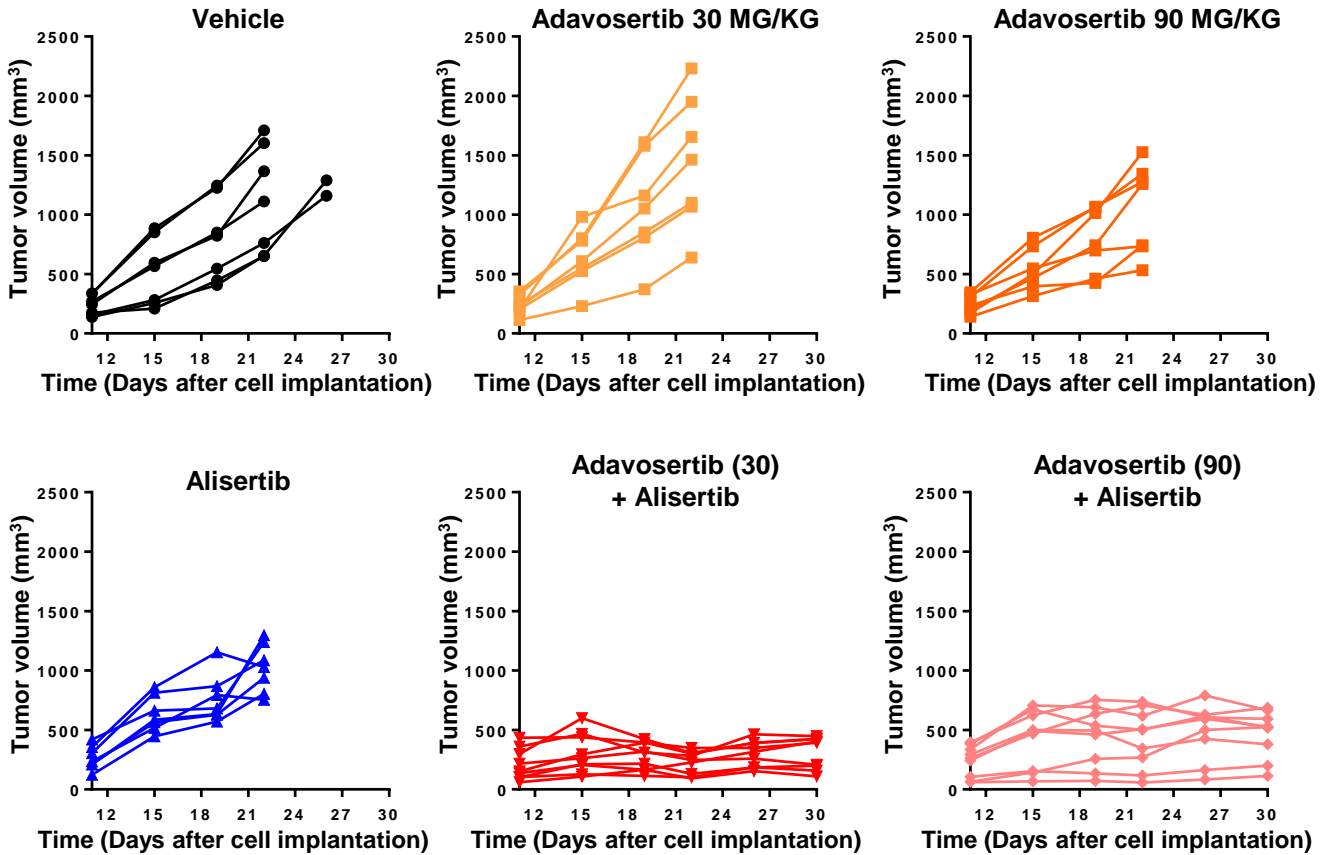 Vehicle
Tumor volume (mm³)
2500
2000
1500
1000
500
0
12 15 18 21 24 27 30
Time (Days after cell implantation)
Adavosertib 30 MG/KG
Tumor volume (mm³)
2500
2000
1500
1000
500
0
12 15 18 21 24 27 30
Time (Days after cell implantation)
Adavosertib 90 MG/KG
Tumor volume (mm³)
2500
2000
1500
1000
500
0
12 15 18 21 24 27 30
Time (Days after cell implantation)
Alisertib
Tumor volume (mm³)
2500
2000
1500
1000
500
0
12 15 18 21 24 27 30
Time (Days after cell implantation)
Adavosertib (30)
+ Alisertib
Tumor volume (mm³)
2500
2000
1500
1000
500
0
12 15 18 21 24 27 30
Time (Days after cell implantation)
Adavosertib (90)
+ Alisertib
Tumor volume (mm³)
2500
2000
1500
1000
500
0
12 15 18 21 24 27 30
Time (Days after cell implantation)